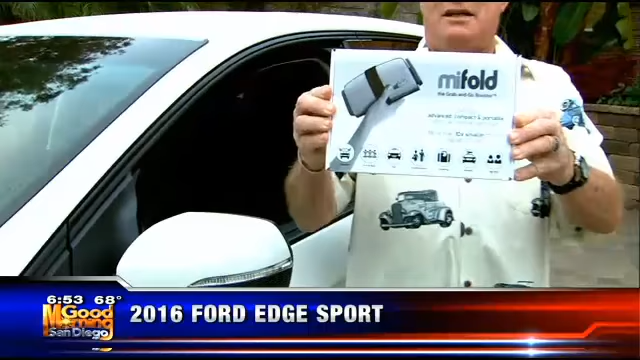 mifold
the Grab-and-Go Booster
advanced, compact & portable
6:53 68°
Good
Morning
San Diego
2016 FORD EDGE SPORT